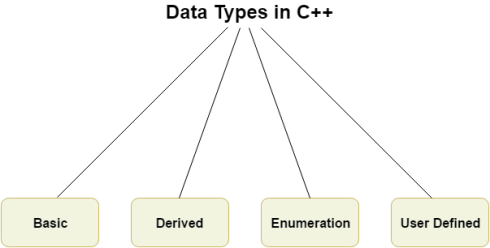 Data Types in C++
Basic
Derived
Enumeration
User Defined